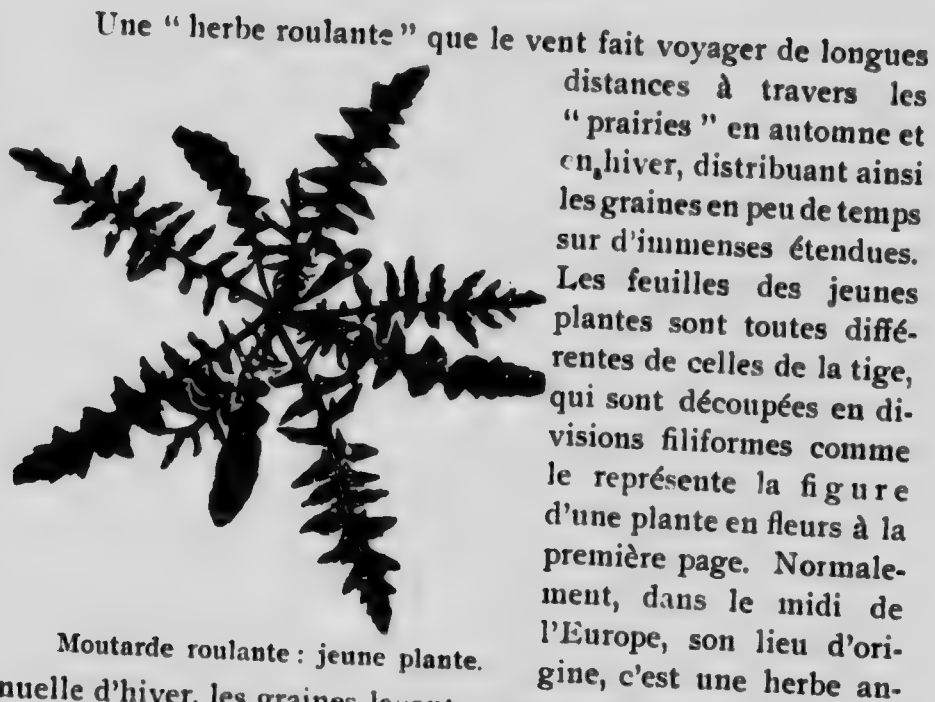 Une “ herbe roulante ” que le vent fait voyager de longues
distances à travers les
“ prairies ” en automne et
en hiver, distribuant ainsi
les graines en peu de temps
sur d'immenses étendues.
Les feuilles des jeunes
plantes sont toutes diffé-
rentes de celles de la tige,
qui sont découpées en di-
visions filiformes comme
le représente la figure
d'une plante en fleurs à la
première page. Normale-
ment, dans le midi de
l'Europe, son lieu d'ori-
gine, c'est une herbe an-
Moutarde roulante : jeune plante.
nuelle d'hiver, les graines